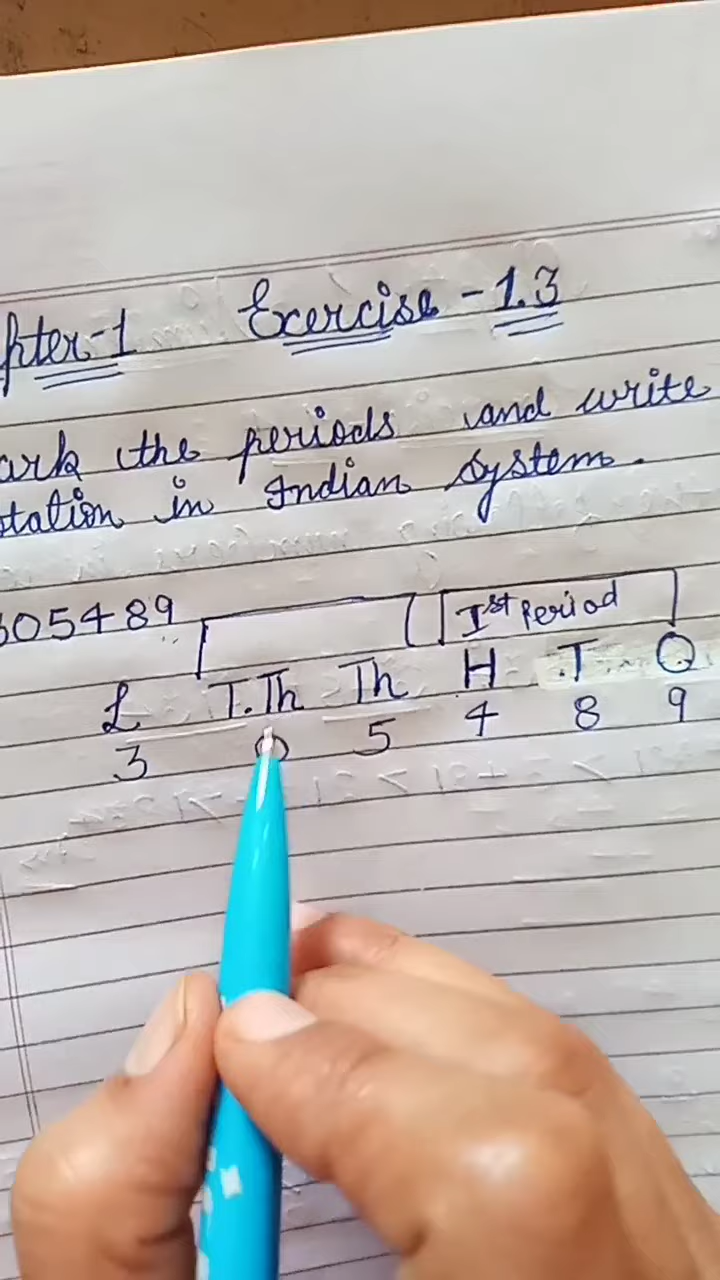 pter-1 Exercise - 1.3
ark the periods and write
otation in Indian System.
305489
Ist Period
L T.Th Th H T O
3 0 5 4 8 9